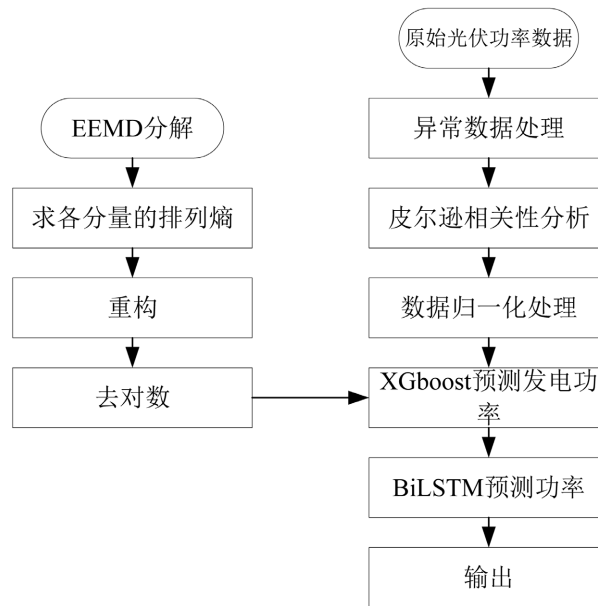 原始光伏功率数据
EEMD分解
异常数据处理
求各分量的排列熵
皮尔逊相关性分析
重构
数据归一化处理
去对数
XGboost预测发电功
率
BiLSTM预测功率
输出